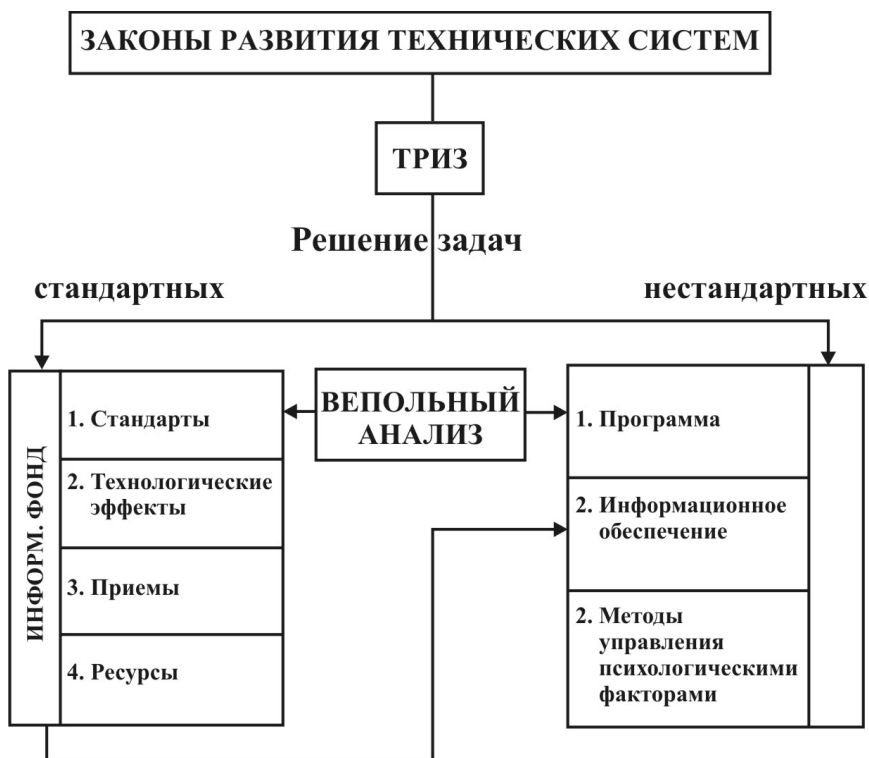 ЗАКОНЫ РАЗВИТИЯ ТЕХНИЧЕСКИХ СИСТЕМ
ТРИЗ
Решение задач
стандартных
нестандартных
ИНФОРМ. ФОНД
1. Стандарты
2. Технологические
эффекты
3. Приемы
4. Ресурсы
ВЕПОЛЬНЫЙ
АНАЛИЗ
1. Программа
2. Информационное
обеспечение
2. Методы
управления
психологическими
факторами